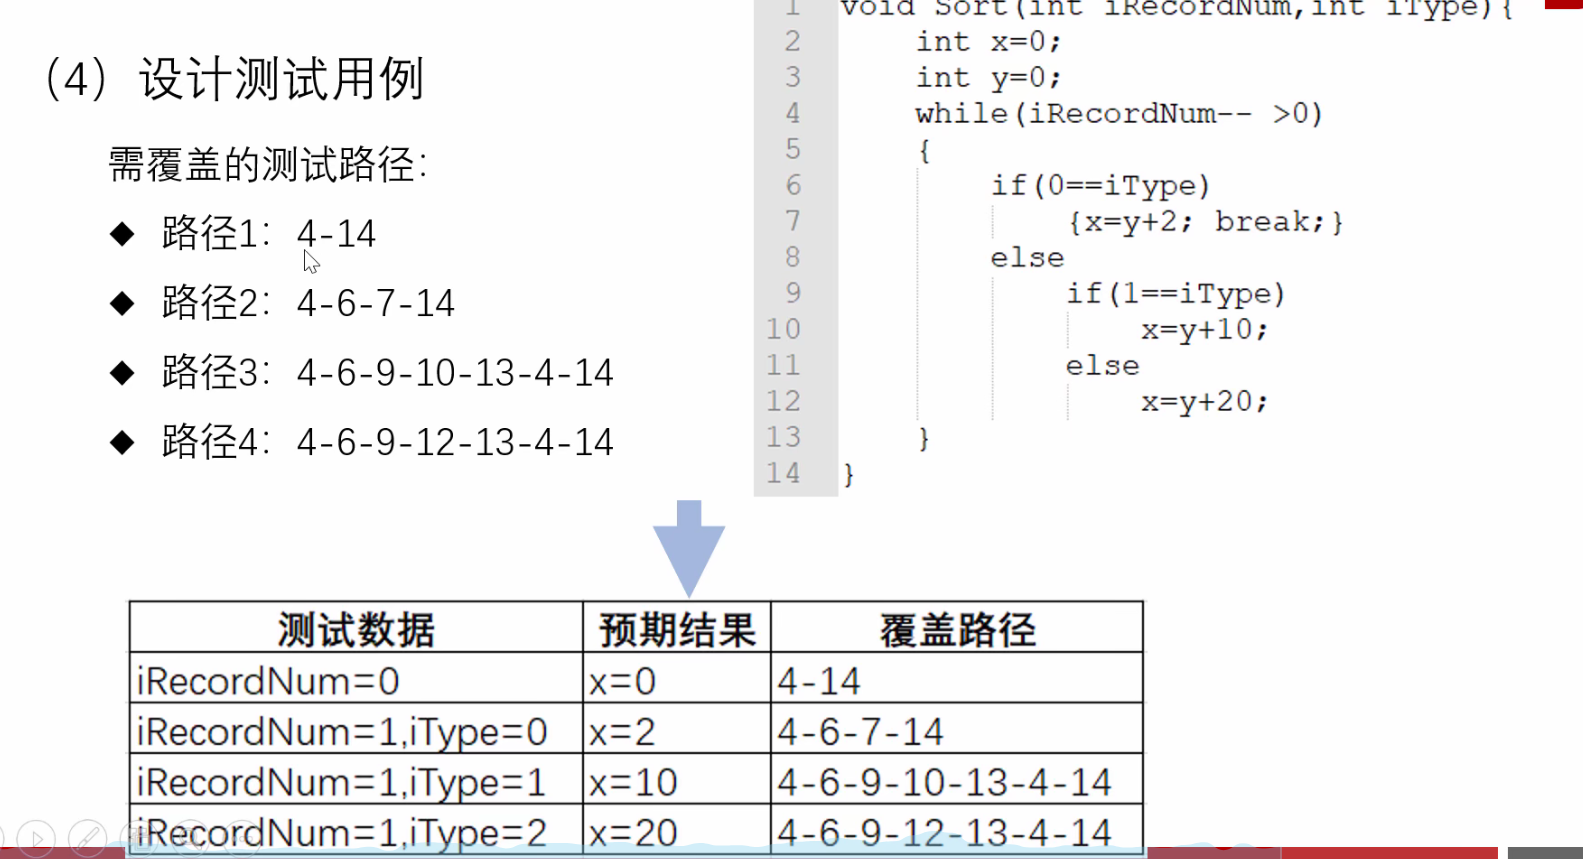 （4）设计测试用例
需覆盖的测试路径：
◆ 路径1：4-14
◆ 路径2：4-6-7-14
◆ 路径3：4-6-9-10-13-4-14
◆ 路径4：4-6-9-12-13-4-14
1 void Sort(int iRecordNum,int iType){
2 int x=0;
3 int y=0;
4 while(iRecordNum-- >0)
5 {
6 if(0==iType)
7 {x=y+2; break;}
8 else
9 if(1==iType)
10 x=y+10;
11 else
12 x=y+20;
13 }
14 }
测试数据 预期结果 覆盖路径
iRecordNum=0 x=0 4-14
iRecordNum=1,iType=0 x=2 4-6-7-14
iRecordNum=1,iType=1 x=10 4-6-9-10-13-4-14
iRecordNum=1,iType=2 x=20 4-6-9-12-13-4-14